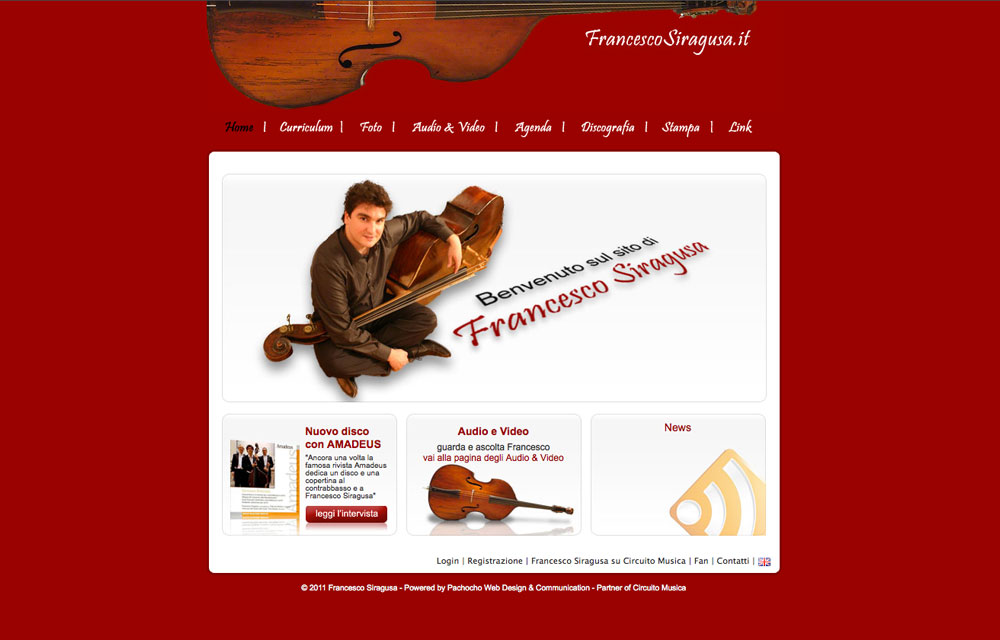 FrancescoSiragusa.it
Home | Curriculum | Foto | Audio & Video | Agenda | Discografia | Stampa | Link
Benvenuto sul sito di
Francesco Siragusa
Nuovo disco
con AMADEUS
"Ancora una volta la
famosa rivista Amadeus
dedica un disco e una
copertina al
contrabbasso e a
Francesco Siragusa"
leggi l'intervista
amadeus
Audio e Video
guarda e ascolta Francesco
vai alla pagina degli Audio & Video
News
Login | Registrazione | Francesco Siragusa su Circuito Musica | Fan | Contatti |
© 2011 Francesco Siragusa - Powered by Pachocho Web Design & Communication - Partner of Circuito Musica